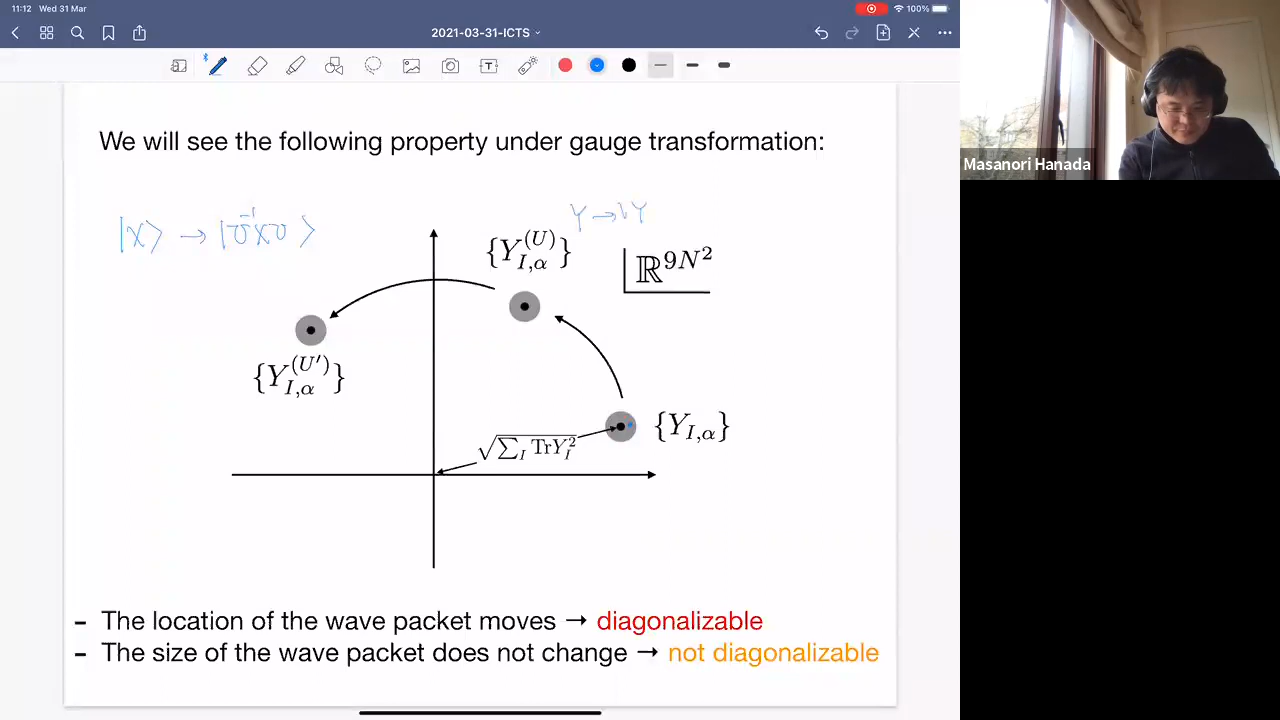 11:12 Wed 31 Mar
100%
2021-03-31-ICTS
We will see the following property under gauge transformation:
|X⟩ → |U⁻¹XU⟩
{Y_{I,α}^{(U)}}
ℝ^{9N²}
{Y_{I,α}^{(U′)}}
√∑_I TrY_I²
{Y_{I,α}}
- The location of the wave packet moves → diagonalizable
- The size of the wave packet does not change → not diagonalizable
Masanori Hanada